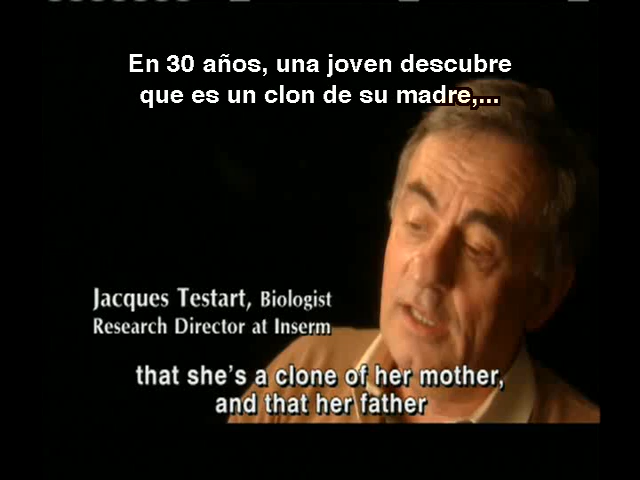 En 30 años, una joven descubre
que es un clon de su madre,...
Jacques Testart, Biologist
Research Director at Inserm
that she's a clone of her mother,
and that her father